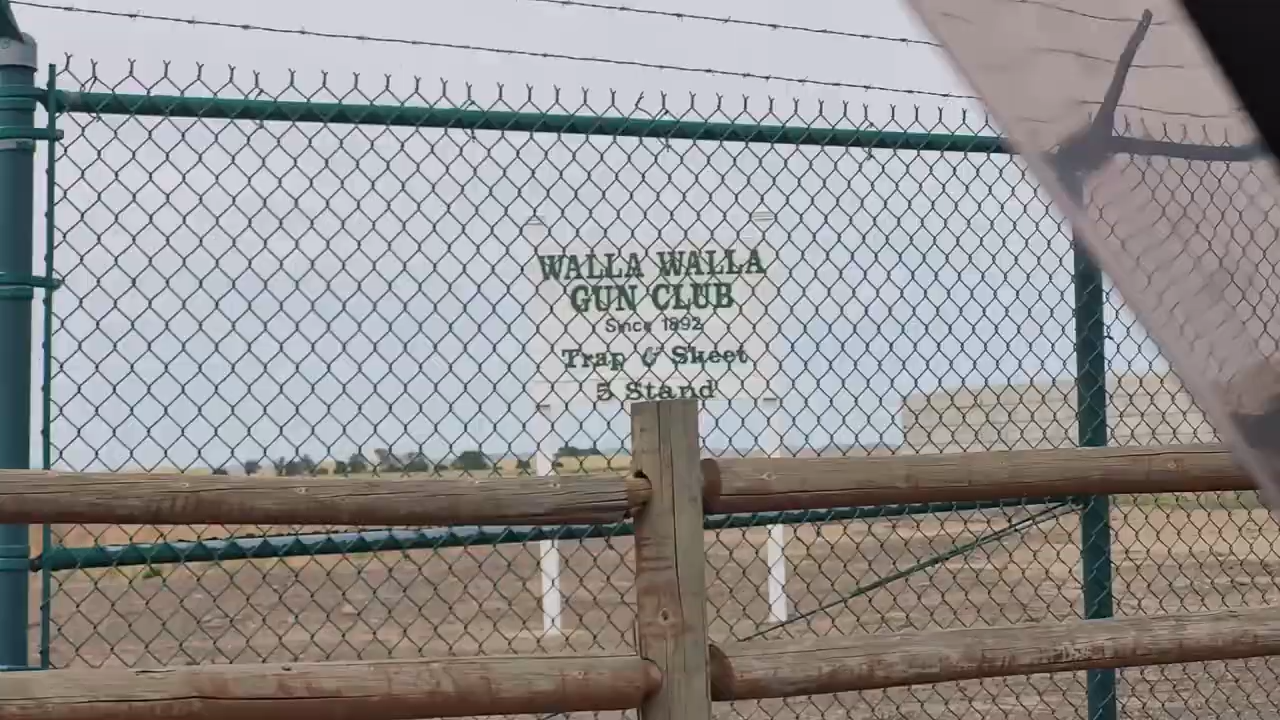 WALLA WALLA
GUN CLUB
Since 1892
Trap & Skeet
5 Stand